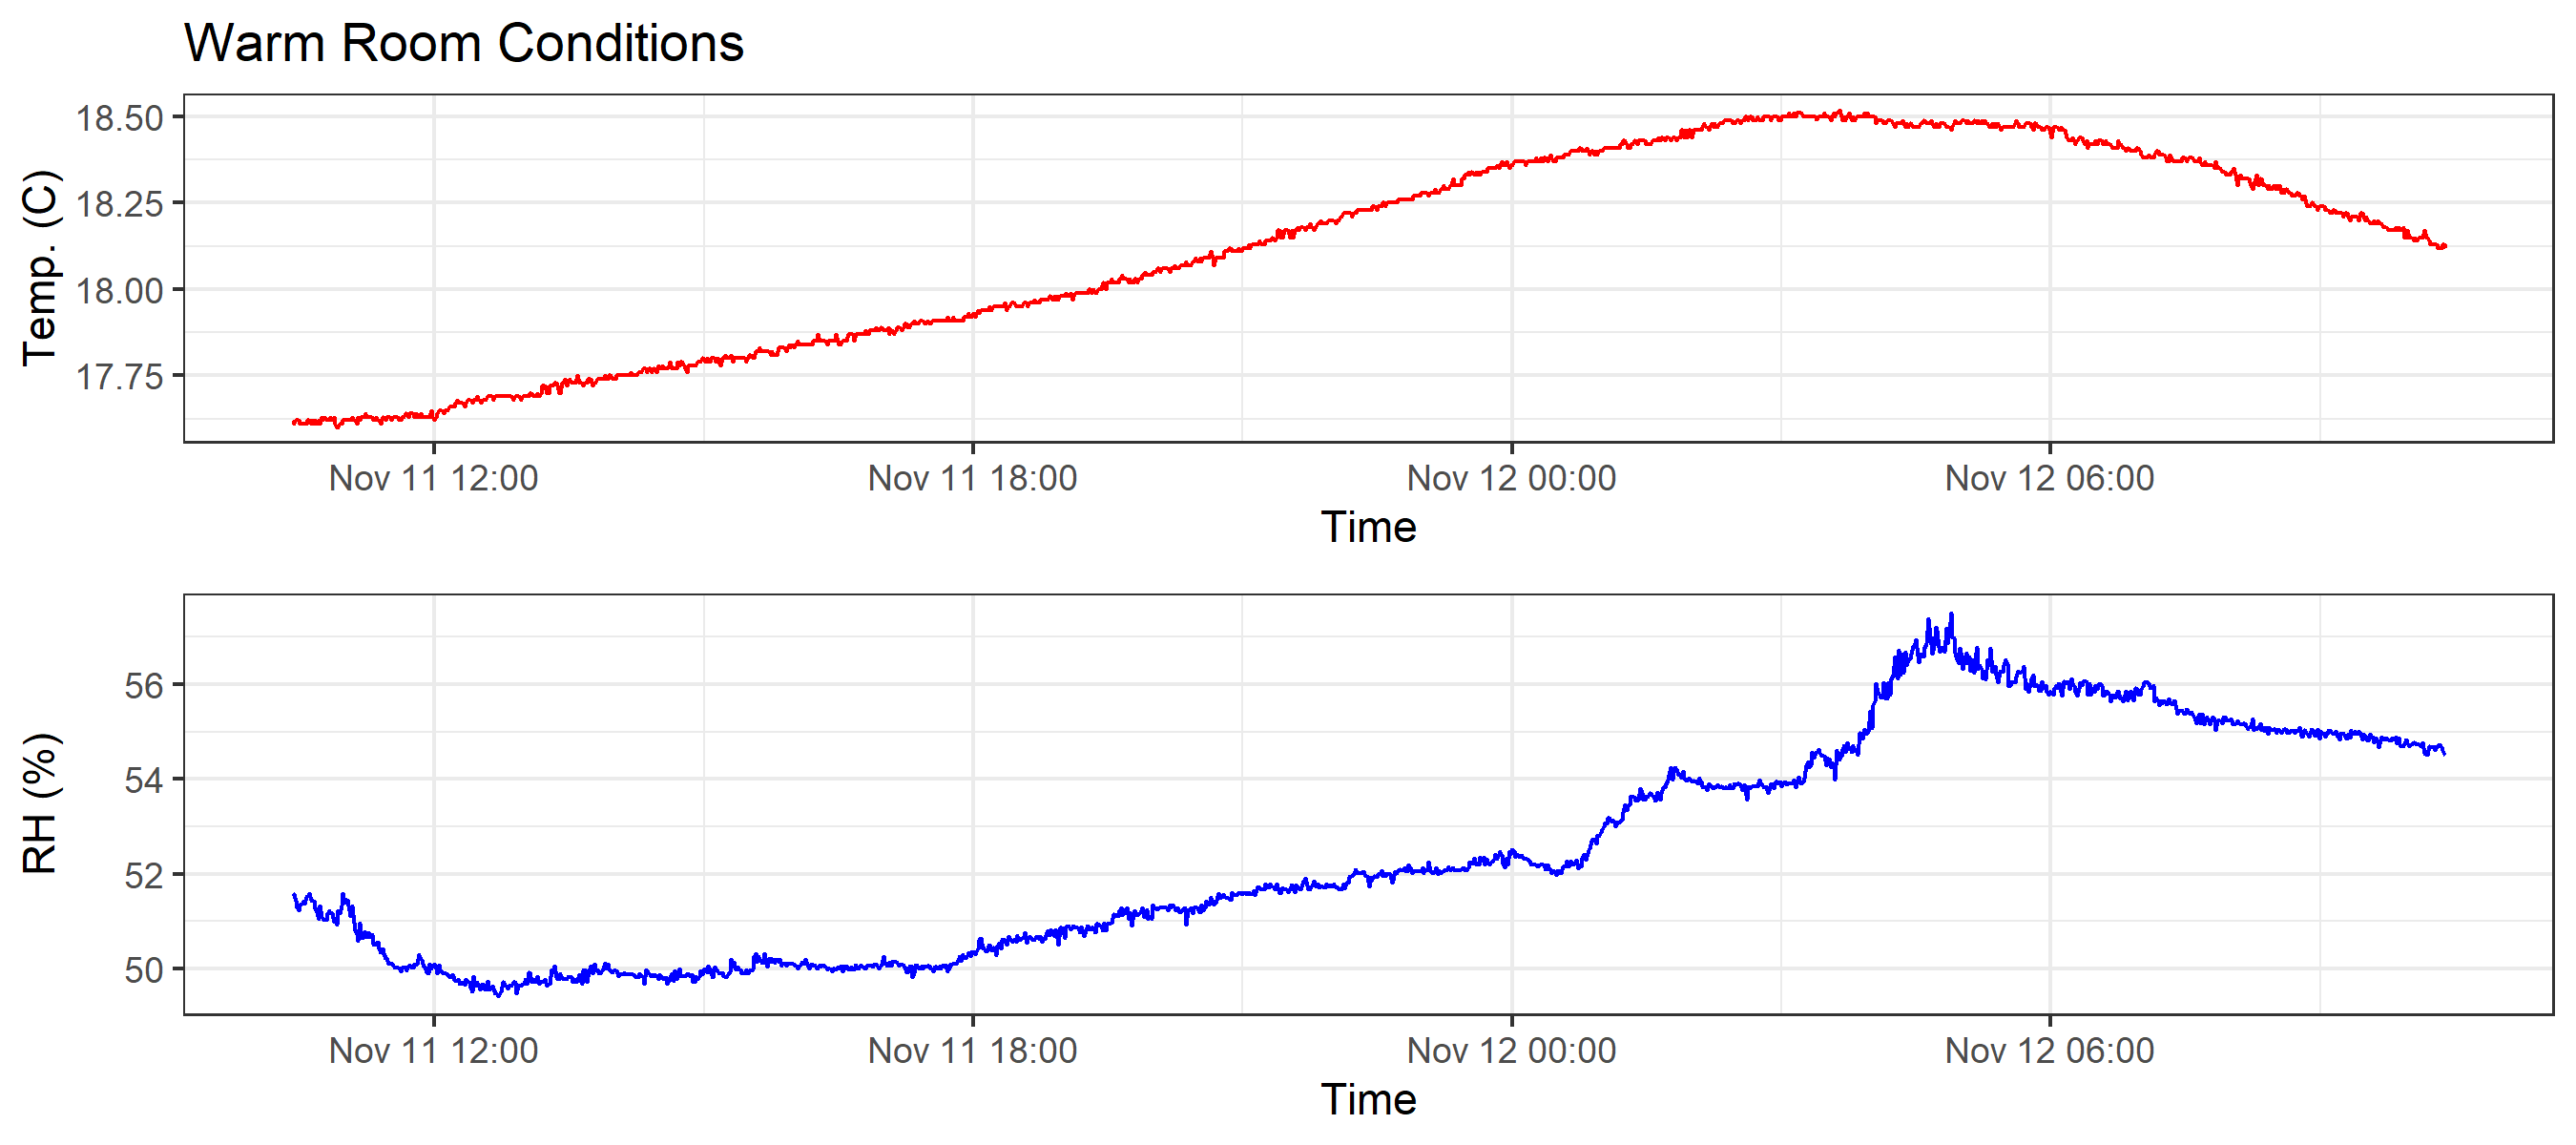 Warm Room Conditions
Temp. (C)
18.50
18.25
18.00
17.75
Nov 11 12:00 Nov 11 18:00 Nov 12 00:00 Nov 12 06:00
Time
RH (%)
56
54
52
50
Nov 11 12:00 Nov 11 18:00 Nov 12 00:00 Nov 12 06:00
Time